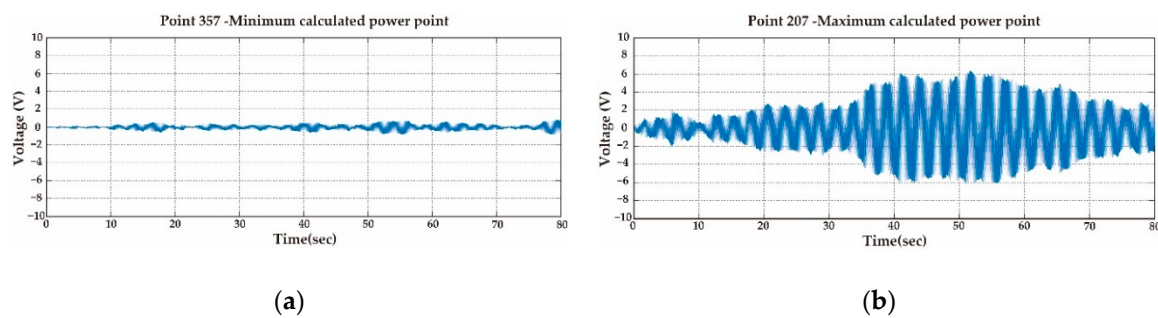 Point 357 -Minimum calculated power point
10
8
6
4
2
0
−2
−4
−6
−8
−10
Voltage (V)
0 10 20 30 40 50 60 70 80
Time(sec)
(a)
Point 207 -Maximum calculated power point
10
8
6
4
2
0
−2
−4
−6
−8
−10
Voltage (V)
0 10 20 30 40 50 60 70 80
Time(sec)
(b)